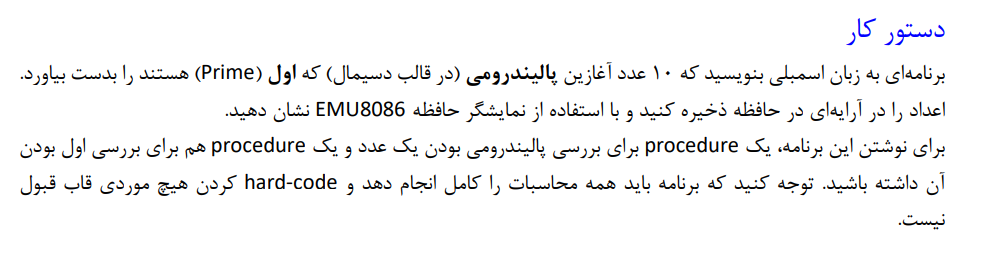 دستور کار
برنامه‌ای به زبان اسمبلی بنویسید که ۱۰ عدد آغازین پالیندرومی (در قالب دسیمال) که اول (Prime) هستند را بدست بیاورد.
اعداد را در آرایه‌ای در حافظه ذخیره کنید و با استفاده از نمایشگر حافظه EMU8086 نشان دهید.
برای نوشتن این برنامه، یک procedure برای بررسی پالیندرومی بودن یک عدد و یک procedure هم برای بررسی اول بودن
آن داشته باشید. توجه کنید که برنامه باید همه محاسبات را کامل انجام دهد و hard-code کردن هیچ موردی قاب قبول
نیست.